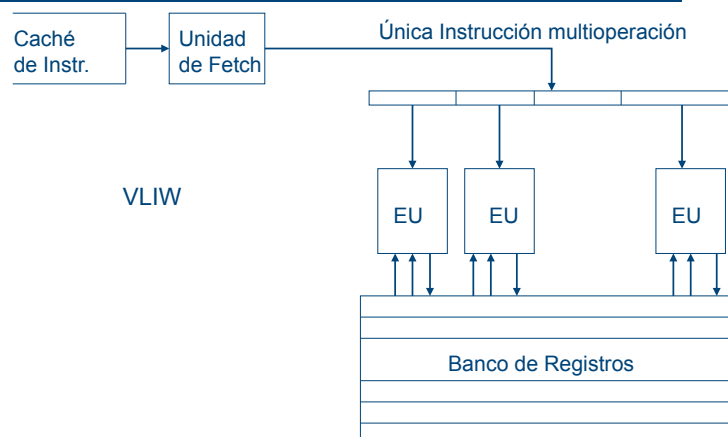 Caché
de Instr.
Unidad
de Fetch
Única Instrucción multioperación
VLIW
EU
EU
EU
Banco de Registros